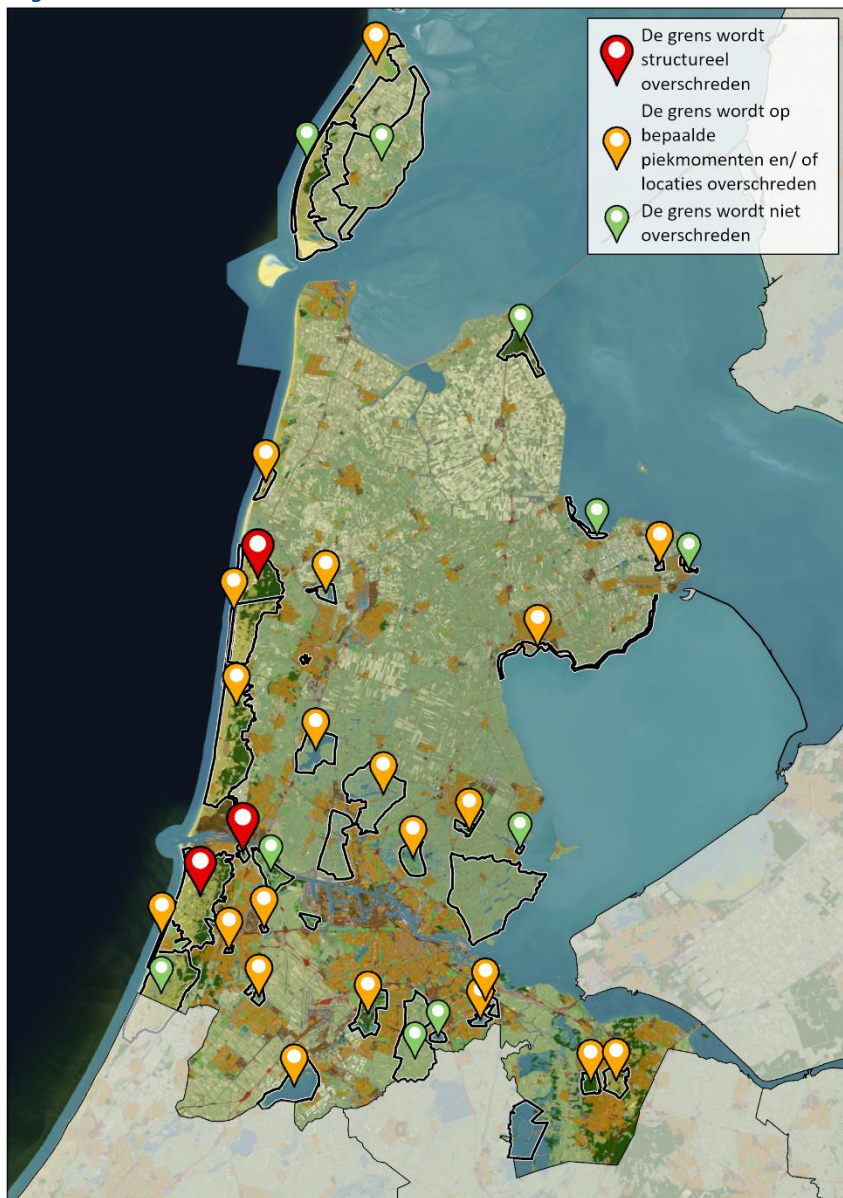 De grens wordt
structureel
overschreden
De grens wordt op
bepaalde
piekmomenten en/ of
locaties overschreden
De grens wordt niet
overschreden